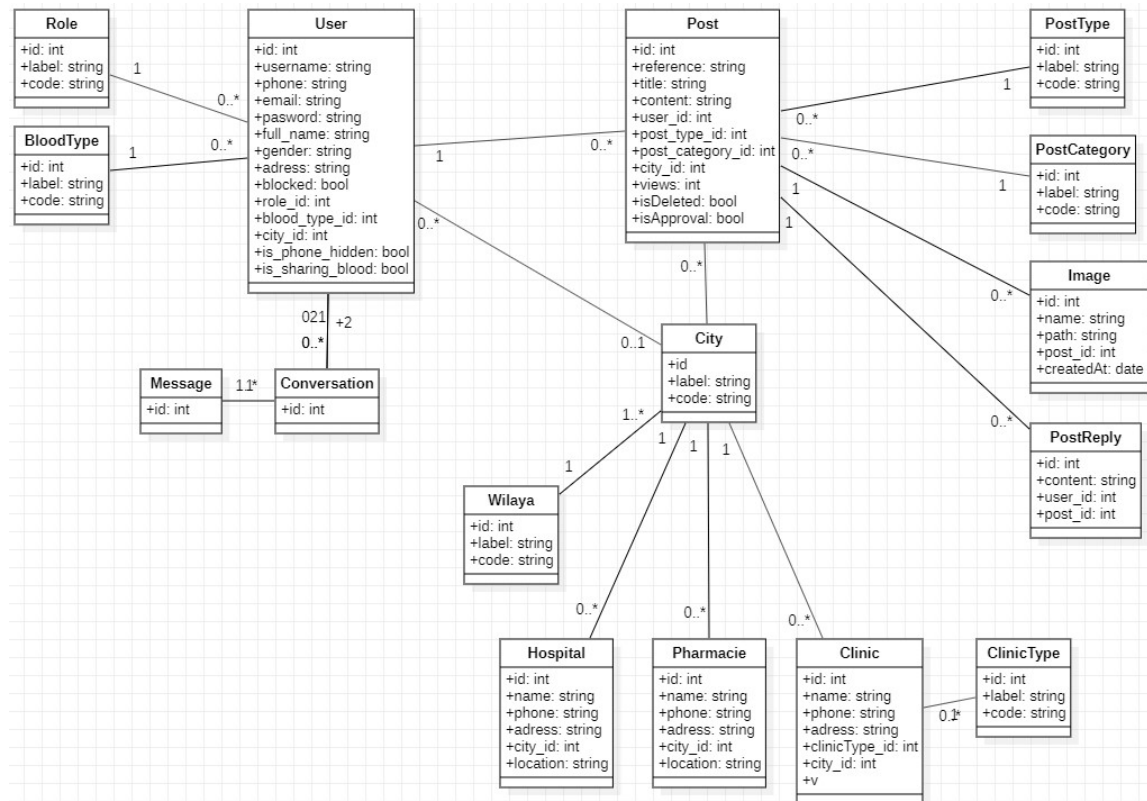 Role
+id: int
+label: string
+code: string
BloodType
+id: int
+label: string
+code: string
User
+id: int
+username: string
+phone: string
+email: string
+pasword: string
+full_name: string
+gender: string
+adress: string
+blocked: bool
+role_id: int
+blood_type_id: int
+city_id: int
+is_phone_hidden: bool
+is_sharing_blood: bool
Post
+id: int
+reference: string
+title: string
+content: string
+user_id: int
+post_type_id: int
+post_category_id: int
+city_id: int
+views: int
+isDeleted: bool
+isApproval: bool
PostType
+id: int
+label: string
+code: string
PostCategory
+id: int
+label: string
+code: string
Image
+id: int
+name: string
+path: string
+post_id: int
+createdAt: date
PostReply
+id: int
+content: string
+user_id: int
+post_id: int
1
0..*
1
0..*
1
0..*
0..*
1
0..*
1
1
0..*
1
0..*
0..*
0..1
0..*
+2
0..*
Message
+id: int
Conversation
+id: int
City
+id
+label: string
+code: string
1..*
1
1
1
1
Wilaya
+id: int
+label: string
+code: string
0..*
0..*
0..*
Hospital
+id: int
+name: string
+phone: string
+adress: string
+city_id: int
+location: string
Pharmacie
+id: int
+name: string
+phone: string
+adress: string
+city_id: int
+location: string
Clinic
+id: int
+name: string
+phone: string
+adress: string
+clinicType_id: int
+city_id: int
+v
ClinicType
+id: int
+label: string
+code: string